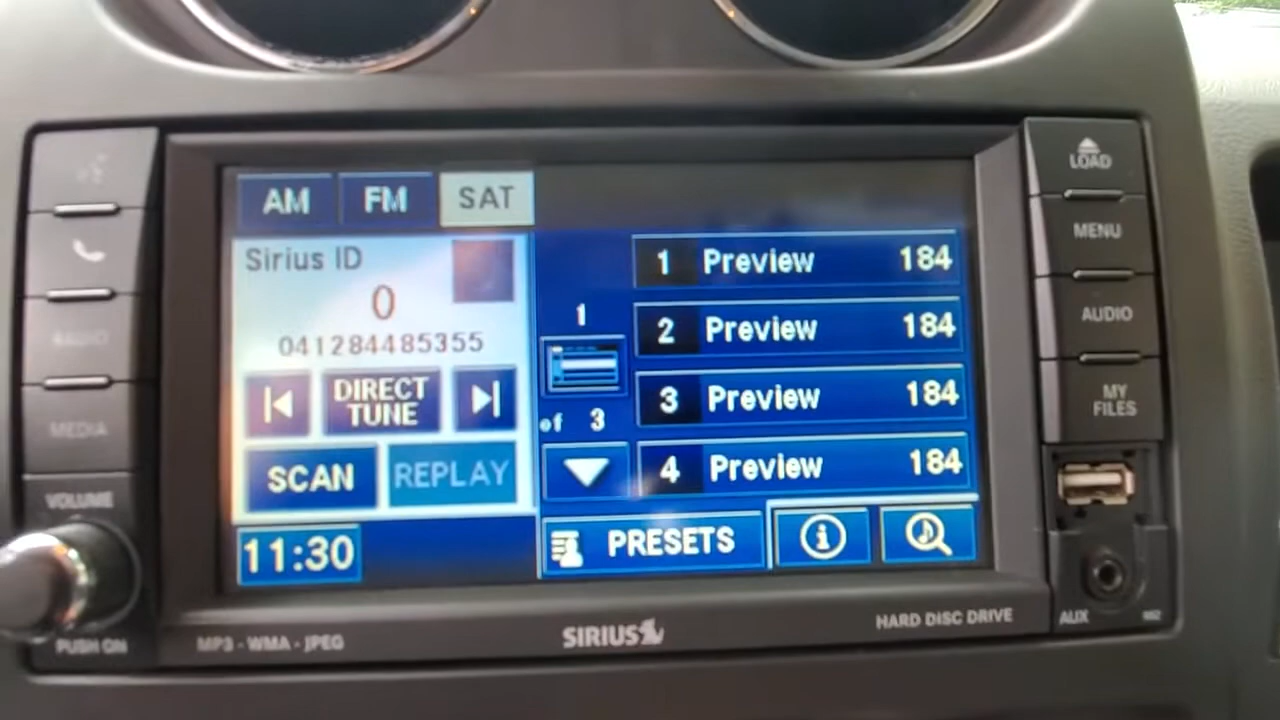 AM FM SAT
Sirius ID
0
041284485355
DIRECT
TUNE
SCAN REPLAY
11:30
1
of 3
1 Preview 184
2 Preview 184
3 Preview 184
4 Preview 184
PRESETS
RADIO
MEDIA
VOLUME
PUSH ON
LOAD
MENU
AUDIO
MY
FILES
AUX
MP3 - WMA - JPEG
SIRIUS
HARD DISC DRIVE